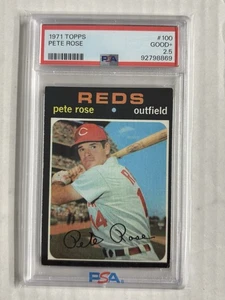 1971 TOPPS #100
PETE ROSE GOOD+
PSA 2.5
92798869
REDS
pete rose • outfield
Pete Rose
PSA